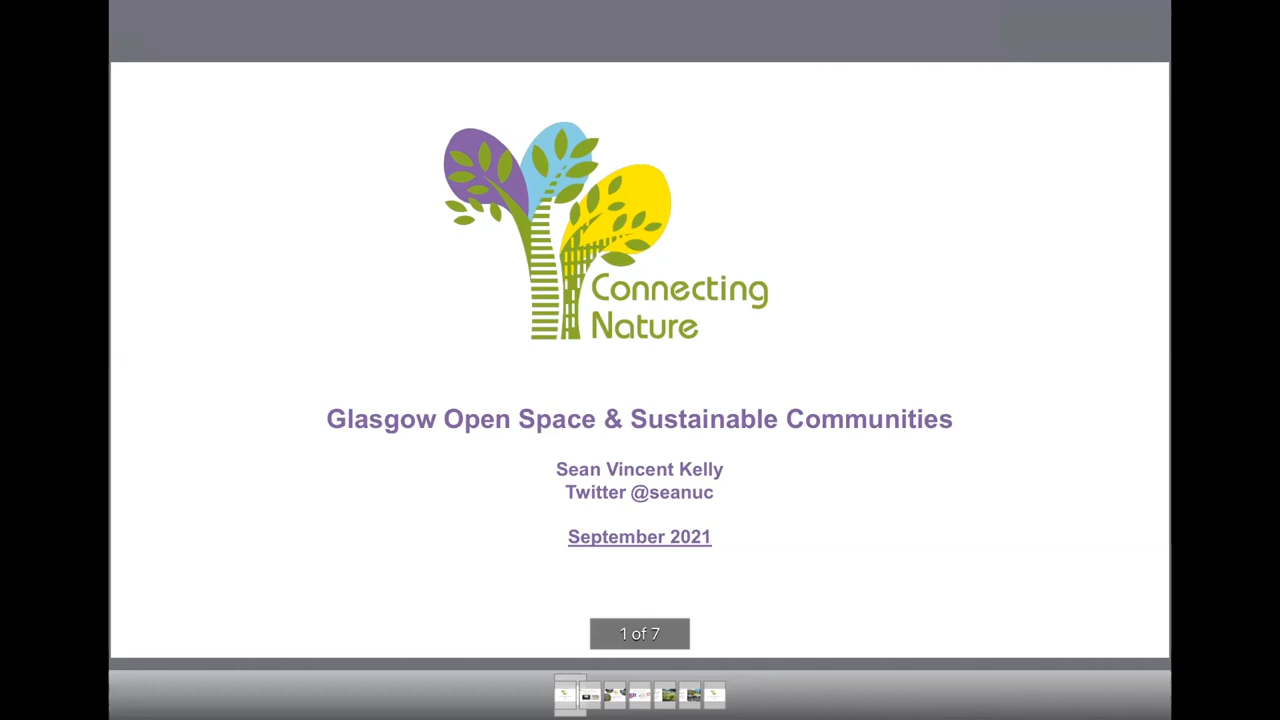 Connecting
Nature
Glasgow Open Space & Sustainable Communities
Sean Vincent Kelly
Twitter @seanuc
September 2021
1 of 7